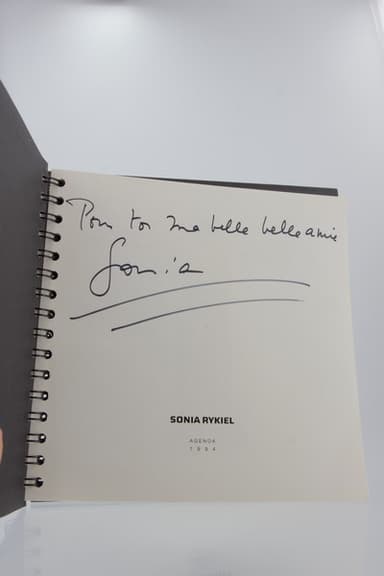 Pour toi ma belle belle amie
Sonia
SONIA RYKIEL
AGENDA
1994